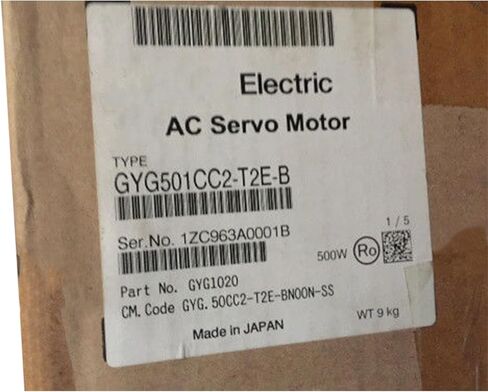 Electric
AC Servo Motor
TYPE
GYG501CC2-T2E-B
Ser.No. 1ZC963A0001B
1 / 5
500W Ro
Part No. GYG1020
CM. Code GYG.50CC2-T2E-BN00N-SS
Made in JAPAN
WT 9 kg